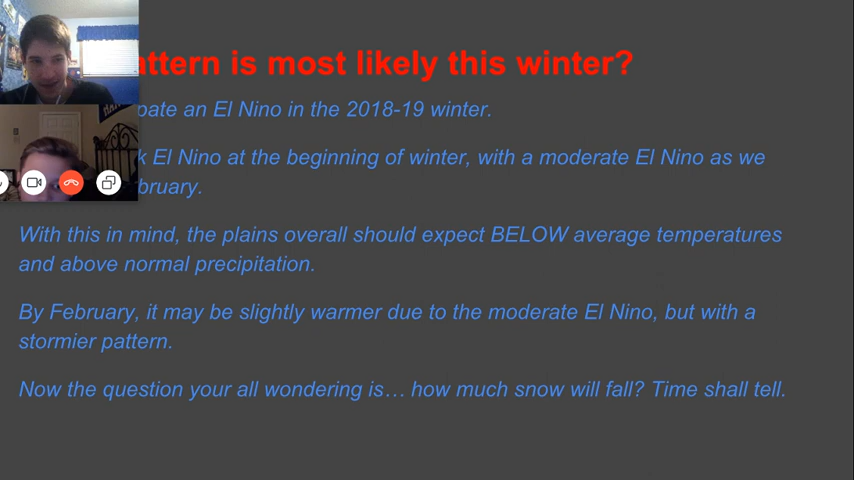 attern is most likely this winter?
pate an El Nino in the 2018-19 winter.
k El Nino at the beginning of winter, with a moderate El Nino as we
bruary.
With this in mind, the plains overall should expect BELOW average temperatures
and above normal precipitation.
By February, it may be slightly warmer due to the moderate El Nino, but with a
stormier pattern.
Now the question your all wondering is… how much snow will fall? Time shall tell.